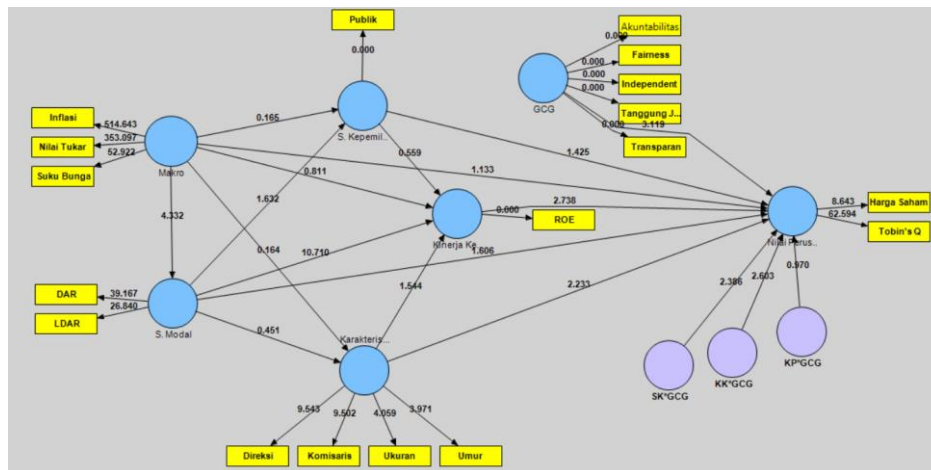 Publik
0.000
Akuntabilitas
0.000
Fairness
0.000
GCG
Independent
0.000
0.000
Tanggung J...
3.119
0.000
Transparan
Inflasi
514.643
Nilai Tukar
353.097
Suku Bunga
52.922
Makro
0.165
S. Kepemil..
1.425
0.559
0.811
1.133
4.332
1.632
2.738
0.000
ROE
Kinerja Ke..
Harga Saham
8.643
Tobin's Q
62.594
Nilai Perus..
0.164
10.710
1.606
DAR
39.167
LDAR
26.840
S. Modal
1.544
2.233
2.386
2.603
0.970
0.451
Karakteris...
KP*GCG
KK*GCG
SK*GCG
9.543
9.502
4.059
3.971
Direksi
Komisaris
Ukuran
Umur